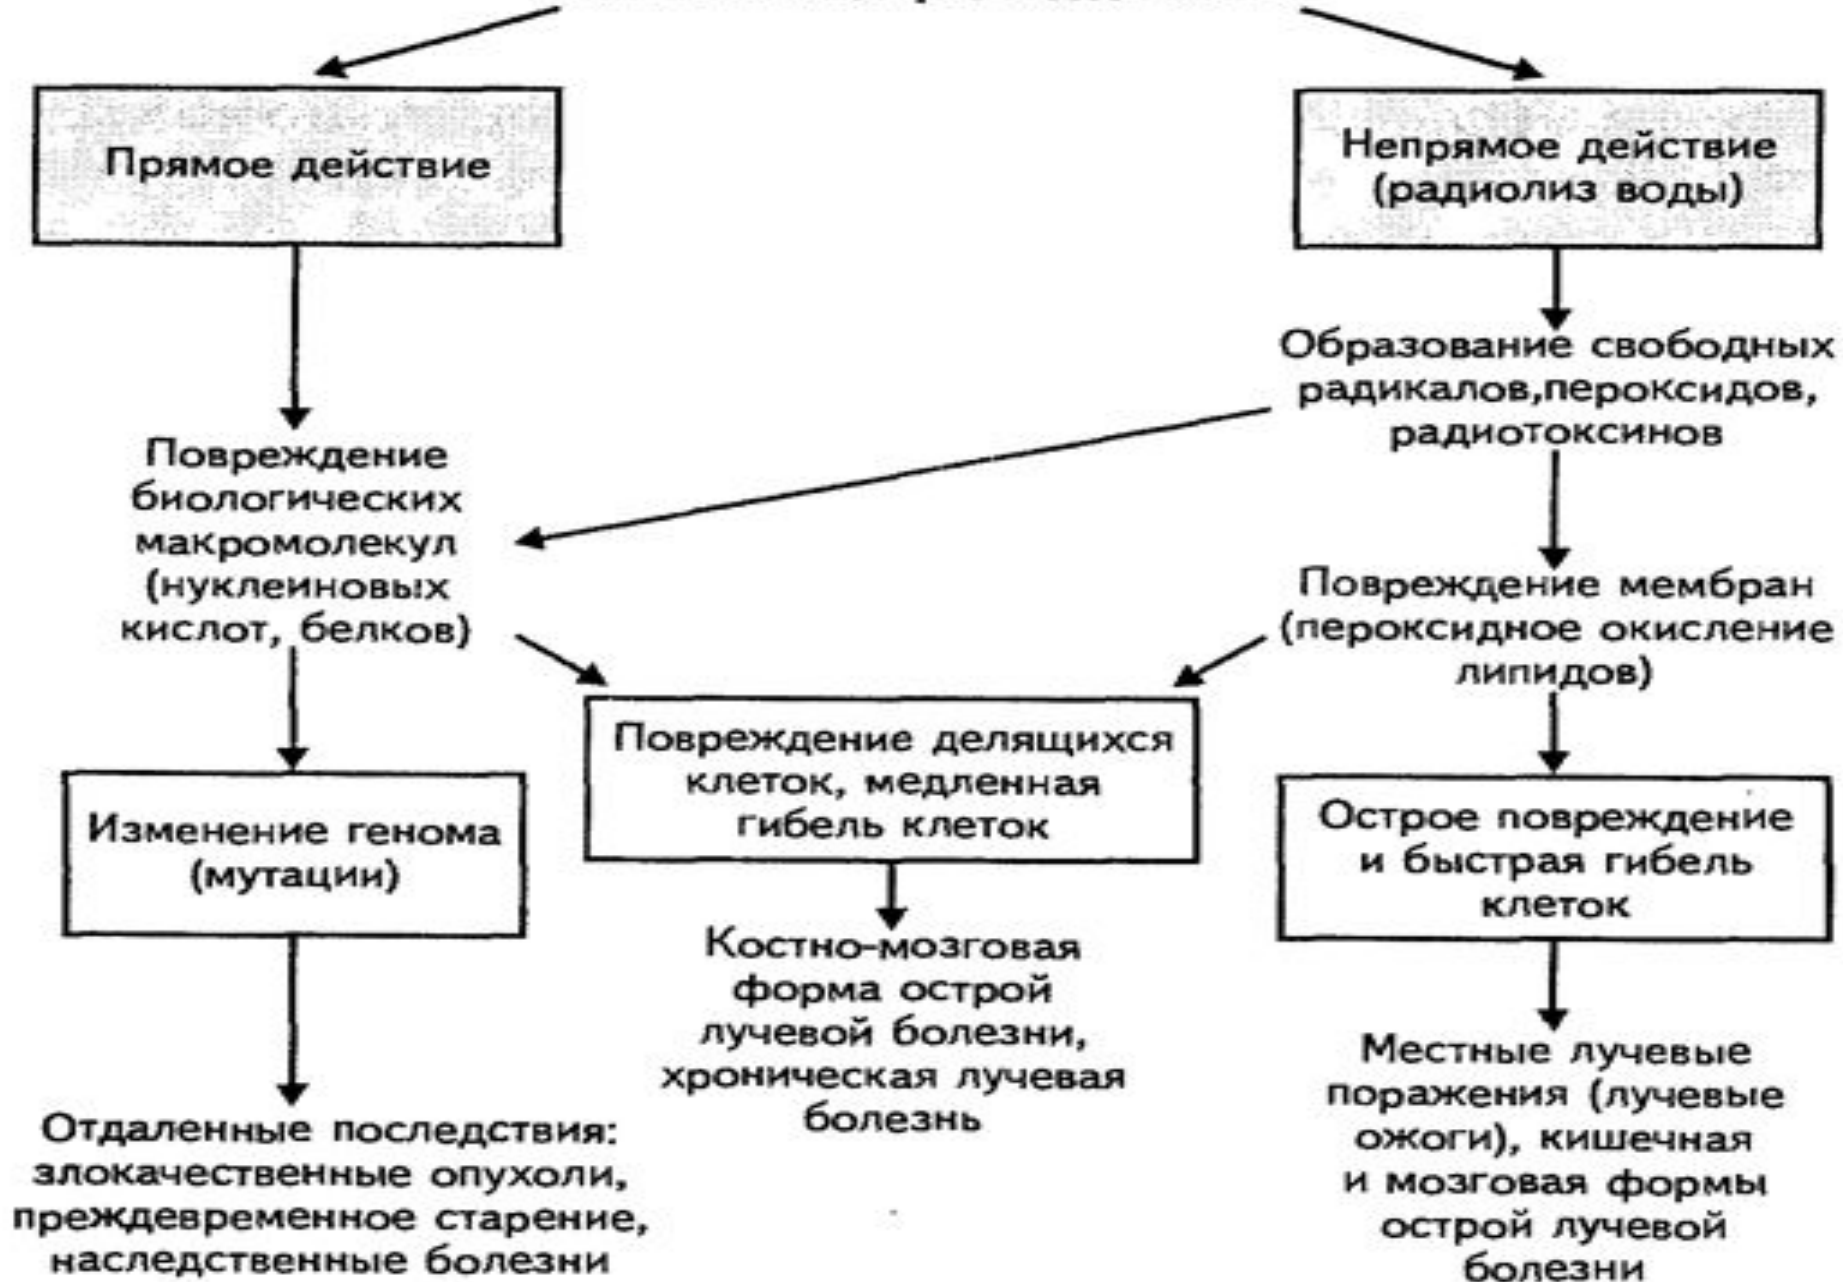 Прямое действие
Непрямое действие
(радиолиз воды)
Образование свободных
радикалов,пероксидов,
радиотоксинов
Повреждение
биологических
макромолекул
(нуклеиновых
кислот, белков)
Повреждение мембран
(пероксидное окисление
липидов)
Повреждение делящихся
клеток, медленная
гибель клеток
Изменение генома
(мутации)
Острое повреждение
и быстрая гибель
клеток
Костно-мозговая
форма острой
лучевой болезни,
хроническая лучевая
болезнь
Отдаленные последствия:
злокачественные опухоли,
преждевременное старение,
наследственные болезни
Местные лучевые
поражения (лучевые
ожоги), кишечная
и мозговая формы
острой лучевой
болезни